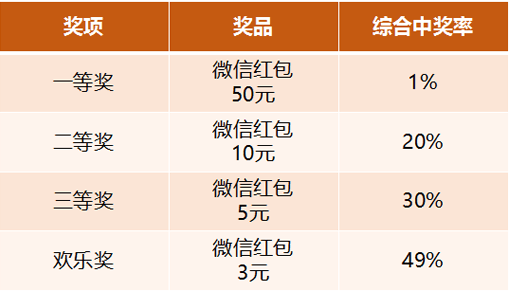 奖项 奖品 综合中奖率
一等奖 微信红包 1%
50元
二等奖 微信红包 20%
10元
三等奖 微信红包 30%
5元
欢乐奖 微信红包 49%
3元